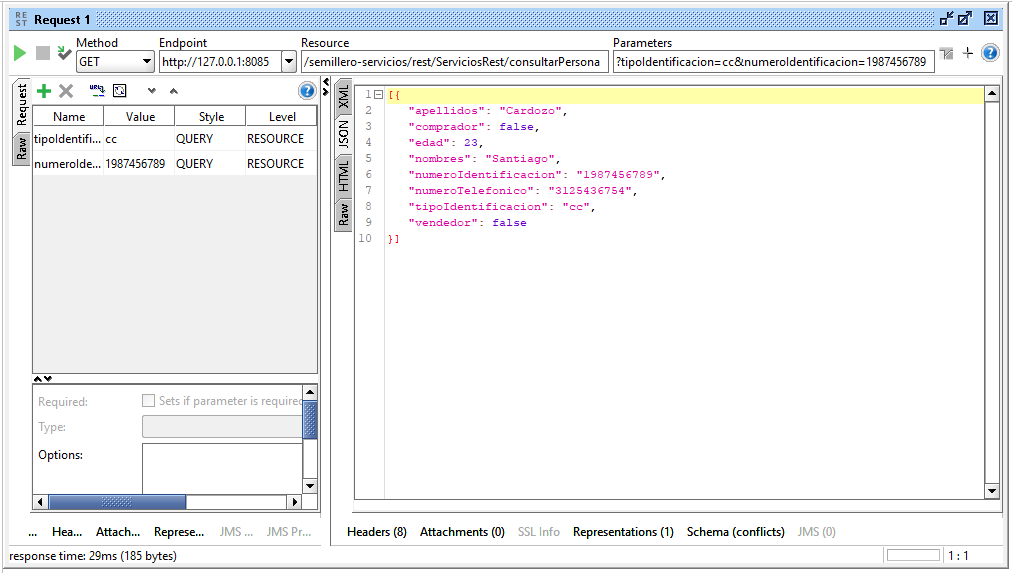 RE
ST
Request 1
Method
Endpoint
Resource
Parameters
GET
http://127.0.0.1:8085
/semillero-servicios/rest/ServiciosRest/consultarPersona
?tipoIdentificacion=cc&numeroIdentificacion=1987456789
Request
Raw
Name Value Style Level
tipoIdentifi... cc QUERY RESOURCE
numeroIde... 1987456789 QUERY RESOURCE
Required:
Sets if parameter is required
Type:
Options:
... Hea... Attach... Represe... JMS ... JMS Pr...
XML
JSON
HTML
Raw
1 [{
2 "apellidos": "Cardozo",
3 "comprador": false,
4 "edad": 23,
5 "nombres": "Santiago",
6 "numeroIdentificacion": "1987456789",
7 "numeroTelefonico": "3125436754",
8 "tipoIdentificacion": "cc",
9 "vendedor": false
10 }]
Headers (8) Attachments (0) SSL Info Representations (1) Schema (conflicts) JMS (0)
response time: 29ms (185 bytes)
1 : 1